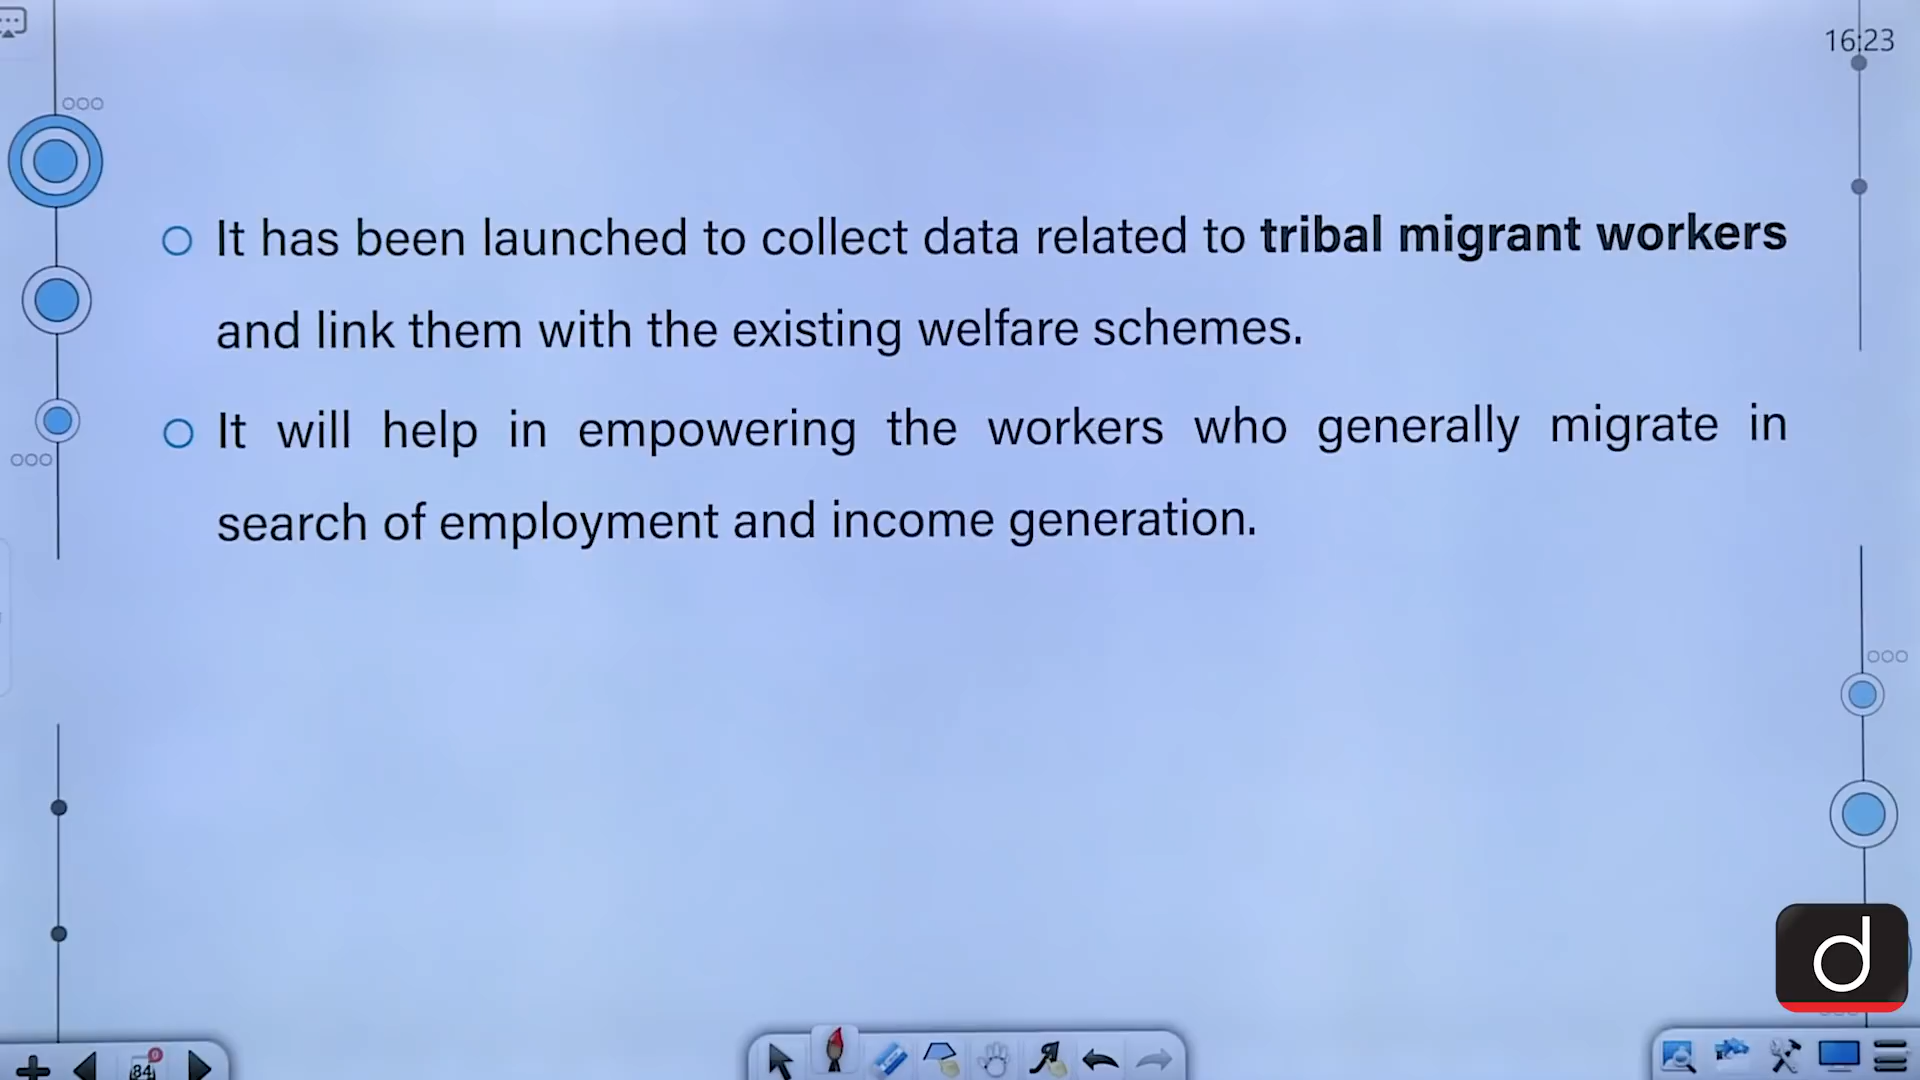 16:23
It has been launched to collect data related to tribal migrant workers
and link them with the existing welfare schemes.
It will help in empowering the workers who generally migrate in
search of employment and income generation.
d
84